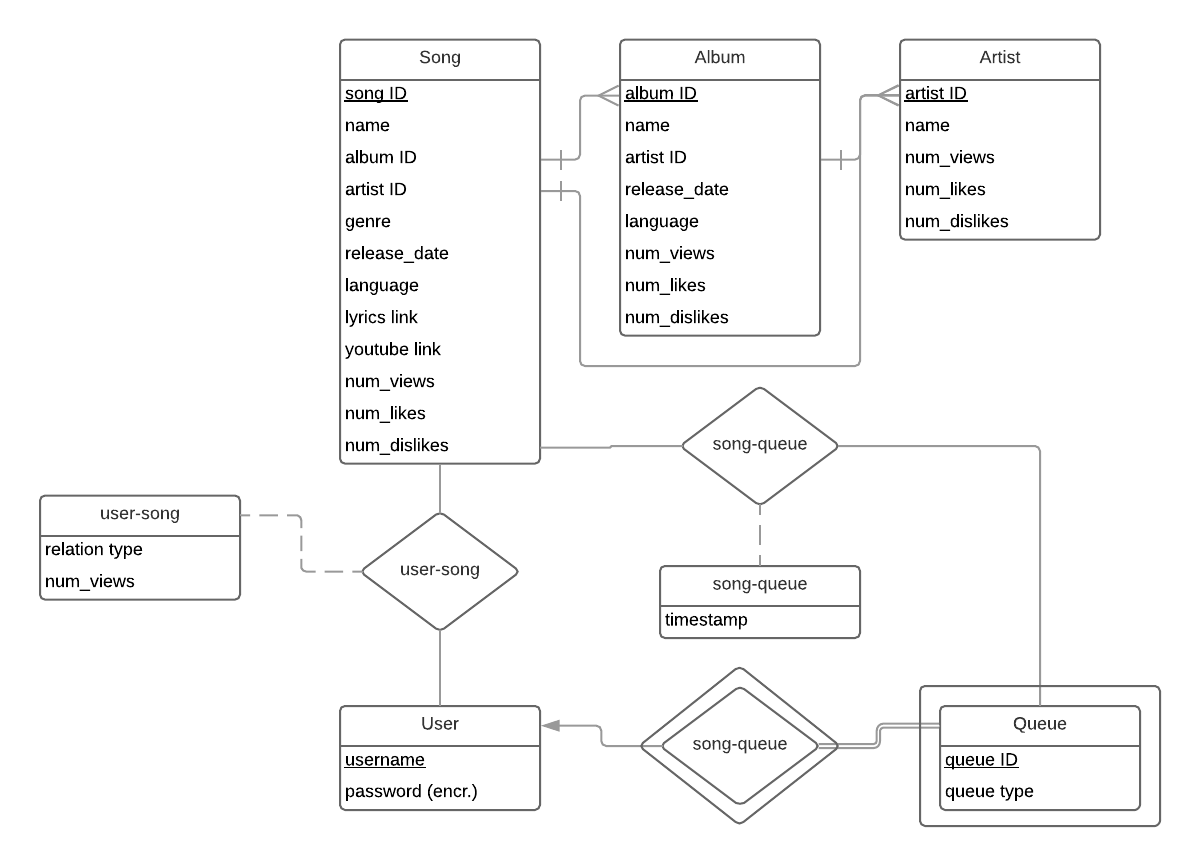 Song
song ID
name
album ID
artist ID
genre
release_date
language
lyrics link
youtube link
num_views
num_likes
num_dislikes
Album
album ID
name
artist ID
release_date
language
num_views
num_likes
num_dislikes
Artist
artist ID
name
num_views
num_likes
num_dislikes
song-queue
user-song
relation type
num_views
user-song
song-queue
timestamp
User
username
password (encr.)
song-queue
Queue
queue ID
queue type